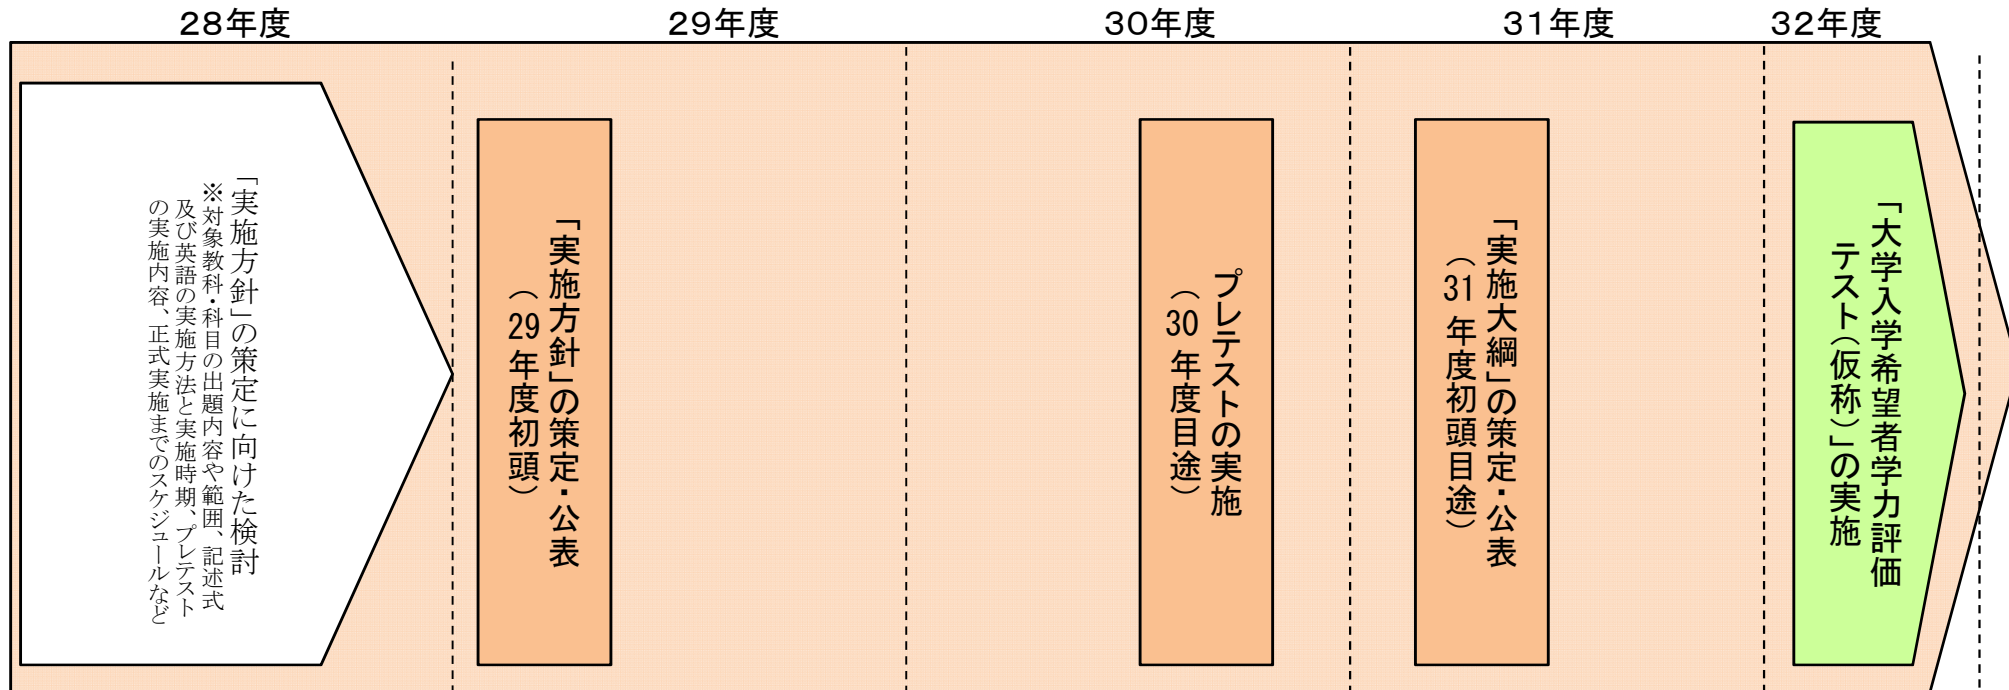 28年度
29年度
30年度
31年度
32年度
「実施方針」の策定に向けた検討
※対象教科・科目の出題内容や範囲、記述式
及び英語の実施方法と実施時期、プレテスト
の実施内容、正式実施までのスケジュールなど
「実施方針」の策定・公表
（29年度初頭）
プレテストの実施
（30年度目途）
「実施大綱」の策定・公表
（31年度初頭目途）
「大学入学希望者学力評価
テスト（仮称）」の実施